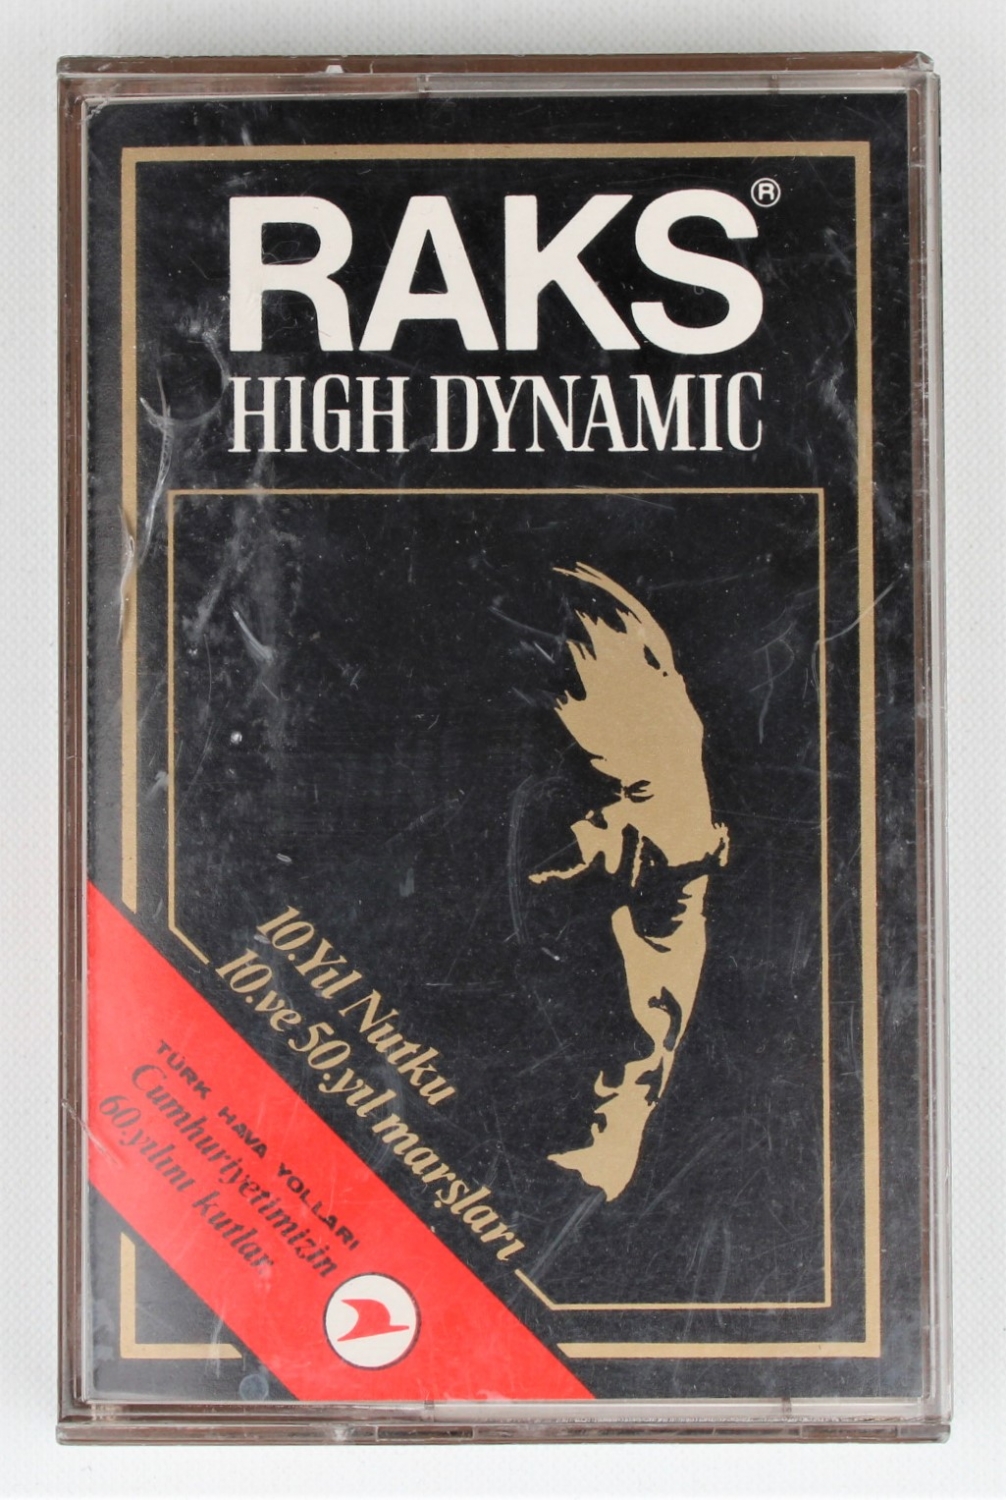 RAKS®
HIGH DYNAMIC
10.Yıl Nutku
10.ve 50.yıl marşları
TÜRK HAVA YOLLARI
Cumhuriyetimizin
60.yılını kutlar